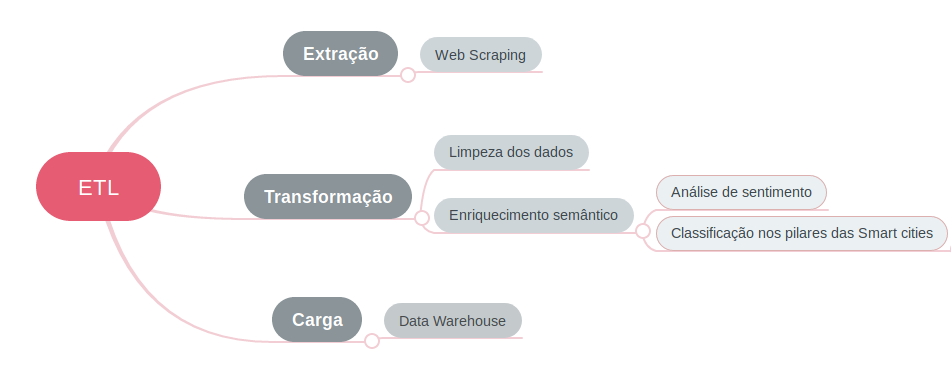 ETL
Extração
Web Scraping
Transformação
Limpeza dos dados
Enriquecimento semântico
Análise de sentimento
Classificação nos pilares das Smart cities
Carga
Data Warehouse